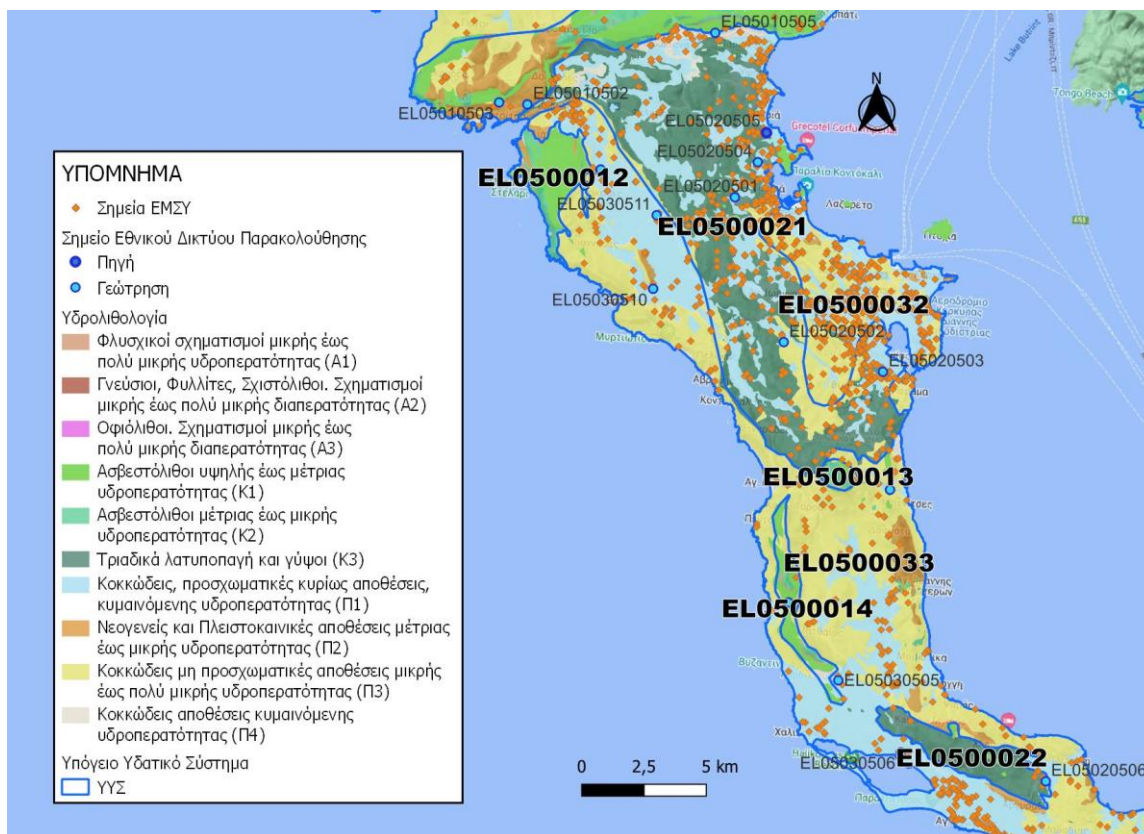 ΥΠΟΜΝΗΜΑ
Σημεία ΕΜΣΥ
Σημείο Εθνικού Δικτύου Παρακολούθησης
Πηγή
Γεώτρηση
Υδρολιθολογία
Φλυσχικοί σχηματισμοί μικρής έως
πολύ μικρής υδροπερατότητας (Α1)
Γνεύσιοι, Φυλλίτες, Σχιστόλιθοι. Σχηματισμοί
μικρής έως πολύ μικρής διαπερατότητας (Α2)
Οφιόλιθοι. Σχηματισμοί μικρής έως
πολύ μικρής διαπερατότητας (Α3)
Ασβεστόλιθοι υψηλής έως μέτριας
υδροπερατότητας (Κ1)
Ασβεστόλιθοι μέτριας έως μικρής
υδροπερατότητας (Κ2)
Τριαδικά λατυποπαγή και γύψοι (Κ3)
Κοκκώδεις, προσχωματικές κυρίως αποθέσεις,
κυμαινόμενης υδροπερατότητας (Π1)
Νεογενείς και Πλειστοκαινικές αποθέσεις μέτριας
έως μικρής υδροπερατότητας (Π2)
Κοκκώδεις μη προσχωματικές αποθέσεις μικρής
έως πολύ μικρής υδροπερατότητας (Π3)
Κοκκώδεις αποθέσεις κυμαινόμενης
υδροπερατότητας (Π4)
Υπόγειο Υδατικό Σύστημα
ΥΥΣ
EL05010505
Lake Butrint
Tongo Beach
N
EL05010502
EL05010503
EL05020505
Grecotel Corfu
EL05020504
Παραλία Κοντόκαλι
EL0500012
EL05020501
Λαζαρέτο
EL05030511
EL0500021
EL05030510
EL0500032
Αεροδρόμιο
Κέρκυρας
EL05020502
EL05020503
EL0500013
EL0500033
EL0500014
EL05030505
EL0500022
EL05030506
EL05020506
0 2,5 5 km